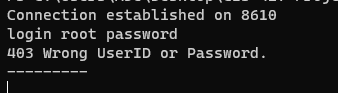 Connection established on 8610
login root password
403 Wrong UserID or Password.
---------